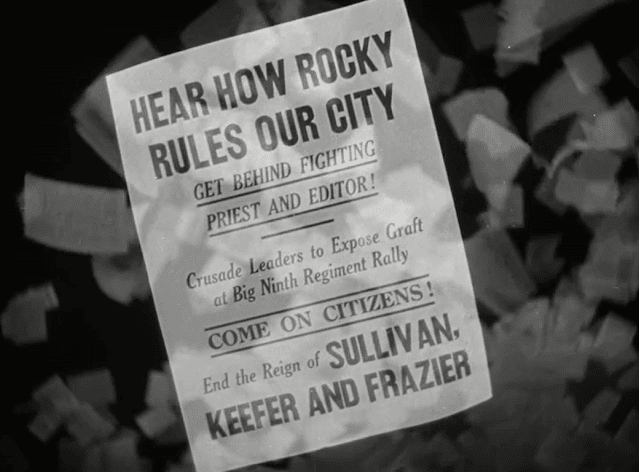 HEAR HOW ROCKY
RULES OUR CITY
GET BEHIND FIGHTING
PRIEST AND EDITOR!
Crusade Leaders to Expose Graft
at Big Ninth Regiment Rally
COME ON CITIZENS!
End the Reign of SULLIVAN,
KEEFER AND FRAZIER